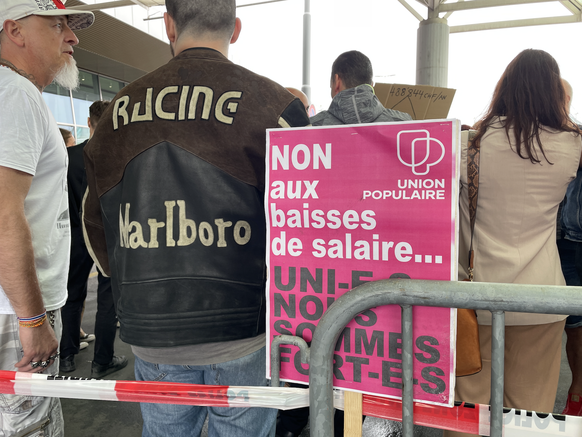 RACING
Marlboro
NON
aux
baisses
de salaire...
UNION
POPULAIRE
UNI-E-S
NOUS
SOMMES
FORT-E-S